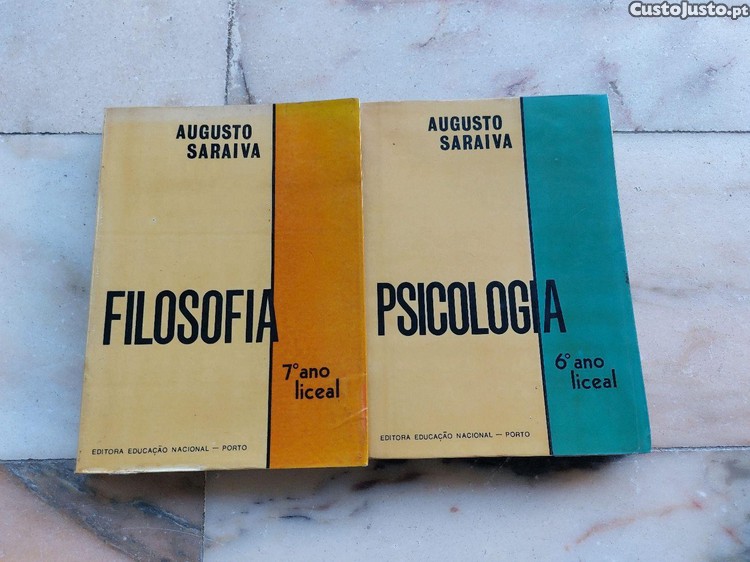 CustoJusto.pt
AUGUSTO
SARAIVA
FILOSOFIA
7º ano
liceal
EDITORA EDUCAÇÃO NACIONAL — PORTO
AUGUSTO
SARAIVA
PSICOLOGIA
6º ano
liceal
EDITORA EDUCAÇÃO NACIONAL — PORTO